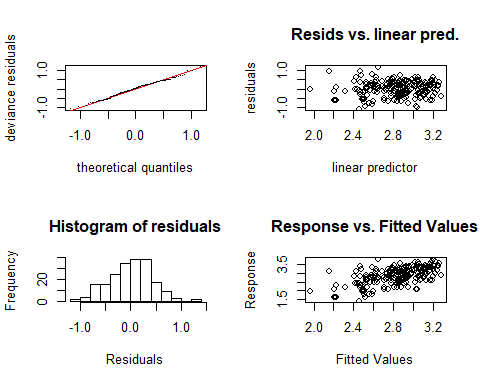 deviance residuals
-1.0 1.0
-1.0 0.0 1.0
theoretical quantiles
Resids vs. linear pred.
residuals
-1.0 1.0
2.0 2.4 2.8 3.2
linear predictor
Histogram of residuals
Frequency
0 20
-1.0 0.0 1.0
Residuals
Response vs. Fitted Values
Response
1.5 3.5
2.0 2.4 2.8 3.2
Fitted Values